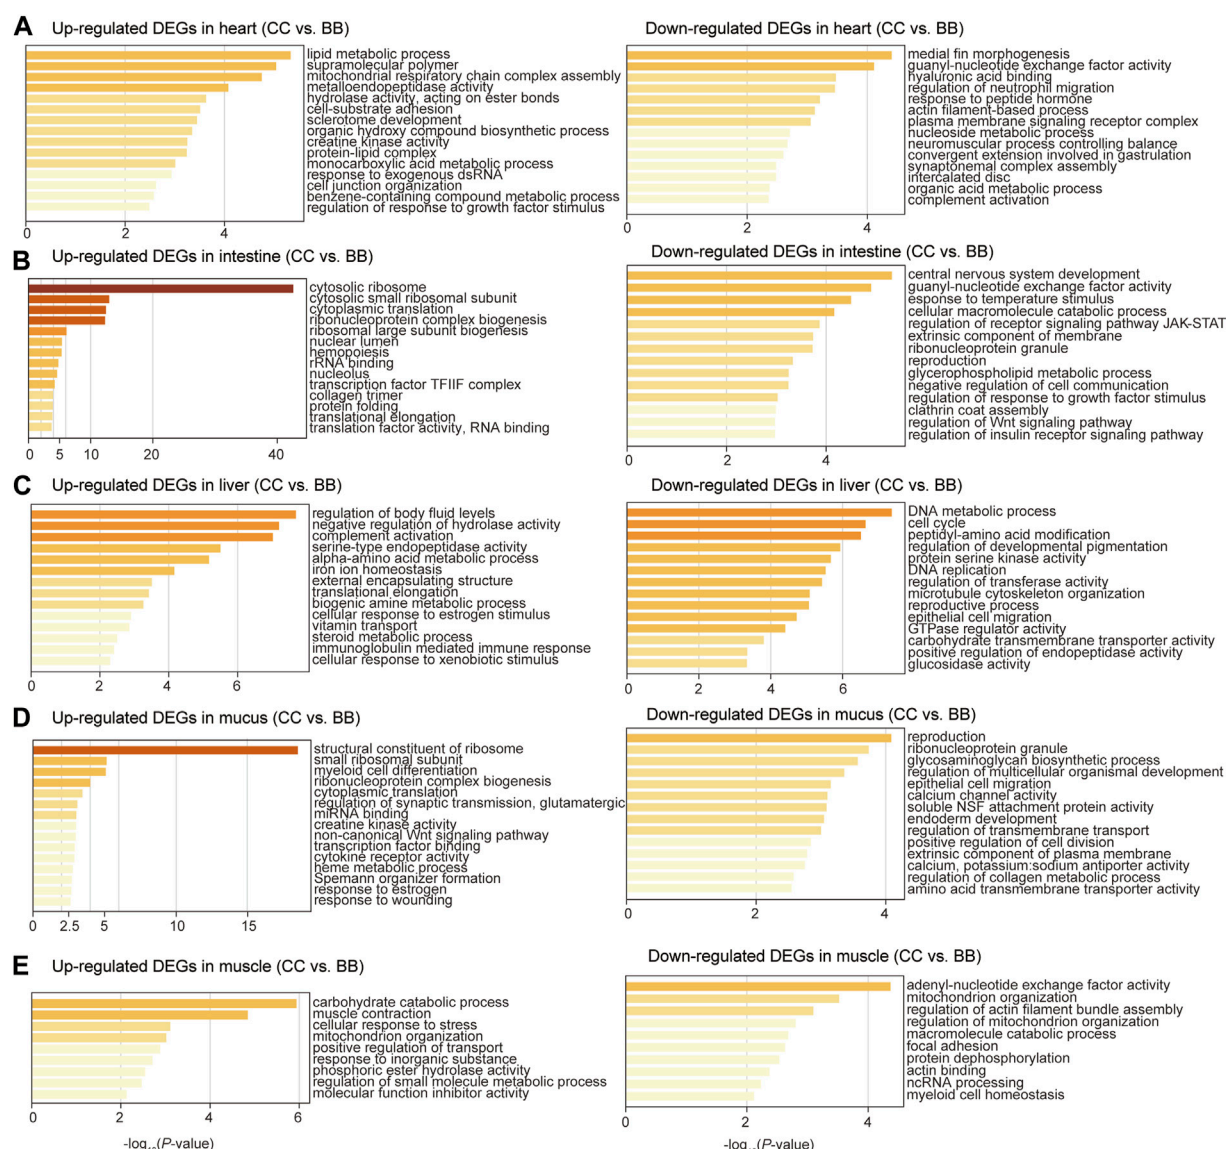 A Up-regulated DEGs in heart (CC vs. BB)
lipid metabolic process
supramolecular polymer
mitochondrial respiratory chain complex assembly
metalloendopeptidase activity
hydrolase activity, acting on ester bonds
cell-substrate adhesion
sclerotome development
organic hydroxy compound biosynthetic process
creatine kinase activity
protein-lipid complex
monocarboxylic acid metabolic process
response to exogenous dsRNA
cell junction organization
benzene-containing compound metabolic process
regulation of response to growth factor stimulus
0 2 4
Down-regulated DEGs in heart (CC vs. BB)
medial fin morphogenesis
guanyl-nucleotide exchange factor activity
hyaluronic acid binding
regulation of neutrophil migration
response to peptide hormone
actin filament-based process
plasma membrane signaling receptor complex
nucleoside metabolic process
neuromuscular process controlling balance
convergent extension involved in gastrulation
synaptonemal complex assembly
intercalated disc
organic acid metabolic process
complement activation
0 2 4
B Up-regulated DEGs in intestine (CC vs. BB)
cytosolic ribosome
cytosolic small ribosomal subunit
cytoplasmic translation
ribonucleoprotein complex biogenesis
ribosomal large subunit biogenesis
nuclear lumen
hemopoiesis
rRNA binding
nucleolus
transcription factor TFIIF complex
collagen trimer
protein folding
translational elongation
translation factor activity, RNA binding
0 5 10 20 40
Down-regulated DEGs in intestine (CC vs. BB)
central nervous system development
guanyl-nucleotide exchange factor activity
esponse to temperature stimulus
cellular macromolecule catabolic process
regulation of receptor signaling pathway JAK-STAT
extrinsic component of membrane
ribonucleoprotein granule
reproduction
glycerophospholipid metabolic process
negative regulation of cell communication
regulation of response to growth factor stimulus
clathrin coat assembly
regulation of Wnt signaling pathway
regulation of insulin receptor signaling pathway
0 2 4
C Up-regulated DEGs in liver (CC vs. BB)
regulation of body fluid levels
negative regulation of hydrolase activity
complement activation
serine-type endopeptidase activity
alpha-amino acid metabolic process
iron ion homeostasis
external encapsulating structure
translational elongation
biogenic amine metabolic process
cellular response to estrogen stimulus
vitamin transport
steroid metabolic process
immunoglobulin mediated immune response
cellular response to xenobiotic stimulus
0 2 4 6
Down-regulated DEGs in liver (CC vs. BB)
DNA metabolic process
cell cycle
peptidyl-amino acid modification
regulation of developmental pigmentation
protein serine kinase activity
DNA replication
regulation of transferase activity
microtubule cytoskeleton organization
reproductive process
epithelial cell migration
GTPase regulator activity
carbohydrate transmembrane transporter activity
positive regulation of endopeptidase activity
glucosidase activity
0 2 4 6
D Up-regulated DEGs in mucus (CC vs. BB)
structural constituent of ribosome
small ribosomal subunit
myeloid cell differentiation
ribonucleoprotein complex biogenesis
cytoplasmic translation
regulation of synaptic transmission, glutamatergic
miRNA binding
creatine kinase activity
non-canonical Wnt signaling pathway
transcription factor binding
cytokine receptor activity
heme metabolic process
Spemann organizer formation
response to estrogen
response to wounding
0 2.5 5 10 15
Down-regulated DEGs in mucus (CC vs. BB)
reproduction
ribonucleoprotein granule
glycosaminoglycan biosynthetic process
regulation of multicellular organismal development
epithelial cell migration
calcium channel activity
soluble NSF attachment protein activity
endoderm development
regulation of transmembrane transport
positive regulation of cell division
extrinsic component of plasma membrane
calcium, potassium:sodium antiporter activity
regulation of collagen metabolic process
amino acid transmembrane transporter activity
0 2 4
E Up-regulated DEGs in muscle (CC vs. BB)
carbohydrate catabolic process
muscle contraction
cellular response to stress
mitochondrion organization
positive regulation of transport
response to inorganic substance
phosphoric ester hydrolase activity
regulation of small molecule metabolic process
molecular function inhibitor activity
0 2 4 6
Down-regulated DEGs in muscle (CC vs. BB)
adenyl-nucleotide exchange factor activity
mitochondrion organization
regulation of actin filament bundle assembly
regulation of mitochondrion organization
macromolecule catabolic process
focal adhesion
protein dephosphorylation
actin binding
ncRNA processing
myeloid cell homeostasis
0 2 4
-log (P-value)
-log (P-value)